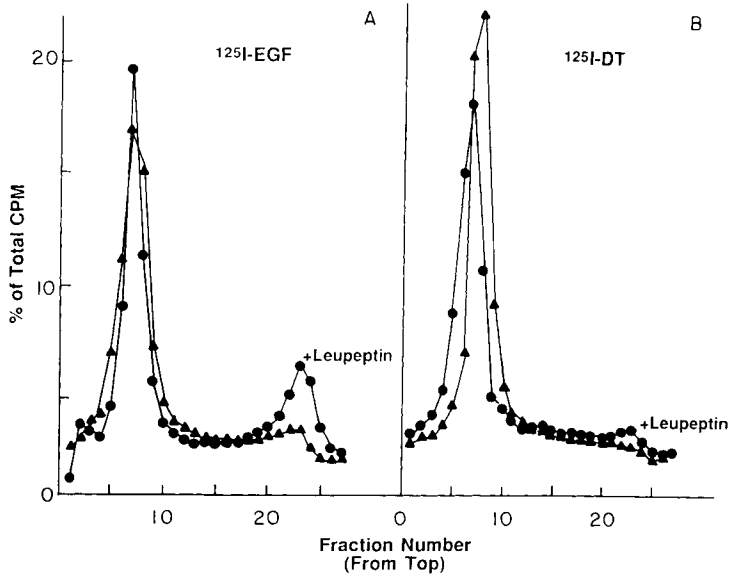 A
B
¹²⁵I-EGF
¹²⁵I-DT
% of Total CPM
20
10
0
+Leupeptin
+Leupeptin
10
20
0
10
20
Fraction Number
(From Top)